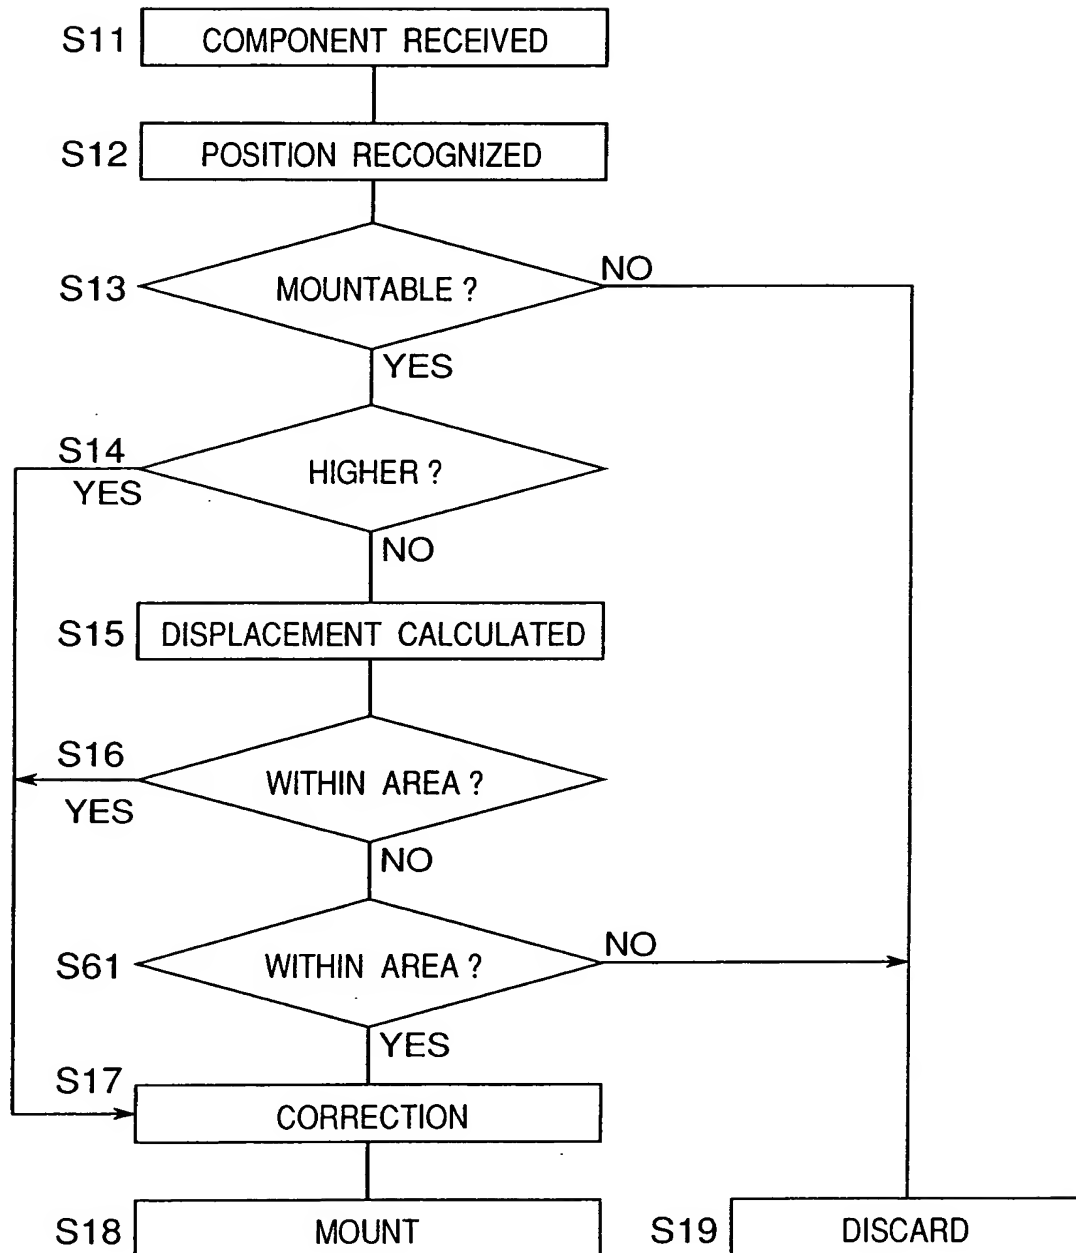 S11 COMPONENT RECEIVED
S12 POSITION RECOGNIZED
S13 MOUNTABLE ? NO
YES
S14 HIGHER ?
YES
NO
S15 DISPLACEMENT CALCULATED
S16 WITHIN AREA ?
YES
NO
S61 WITHIN AREA ? NO
YES
S17 CORRECTION
S18 MOUNT S19 DISCARD